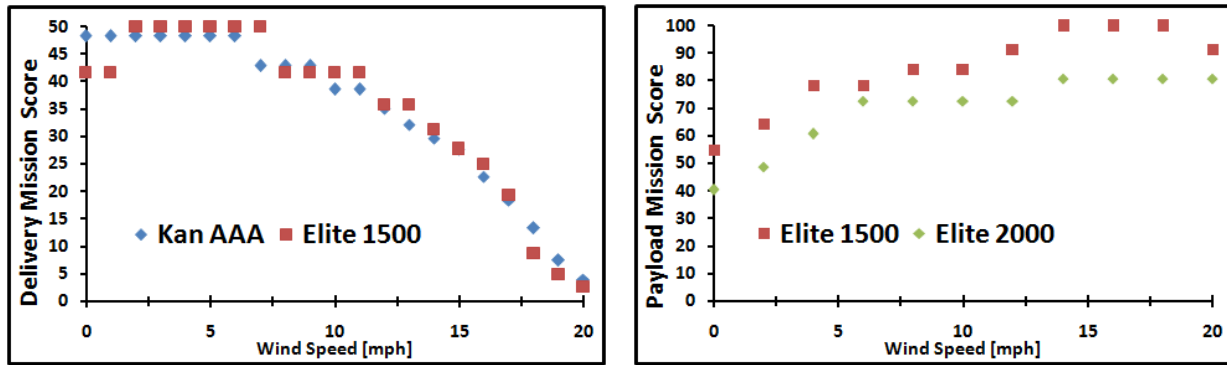 Delivery Mission Score
50
45
40
35
30
25
20
15
10
5
0
Kan AAA Elite 1500
0 5 10 15 20
Wind Speed [mph]
Payload Mission Score
100
90
80
70
60
50
40
30
20
10
0
Elite 1500 Elite 2000
0 5 10 15 20
Wind Speed [mph]